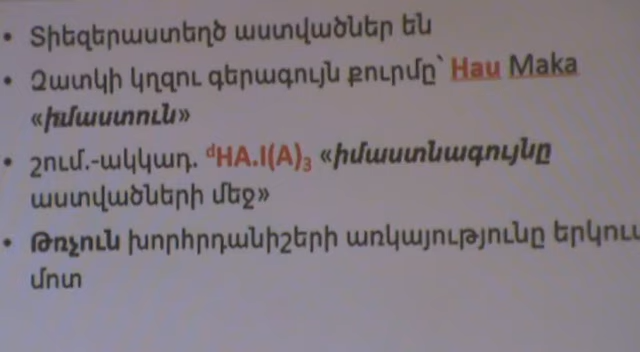 • Տիեզերաստեղծ աստվածներ են
• Զատկի կղզու գերագույն քուրմը՝ Hau Maka
«իմաստուն»
• շում.-ակկադ. ᵈHA.I(A)₃ «իմաստնագույնը
աստվածների մեջ»
• Թռչուն խորհրդանիշերի առկայությունը երկուս
մոտ